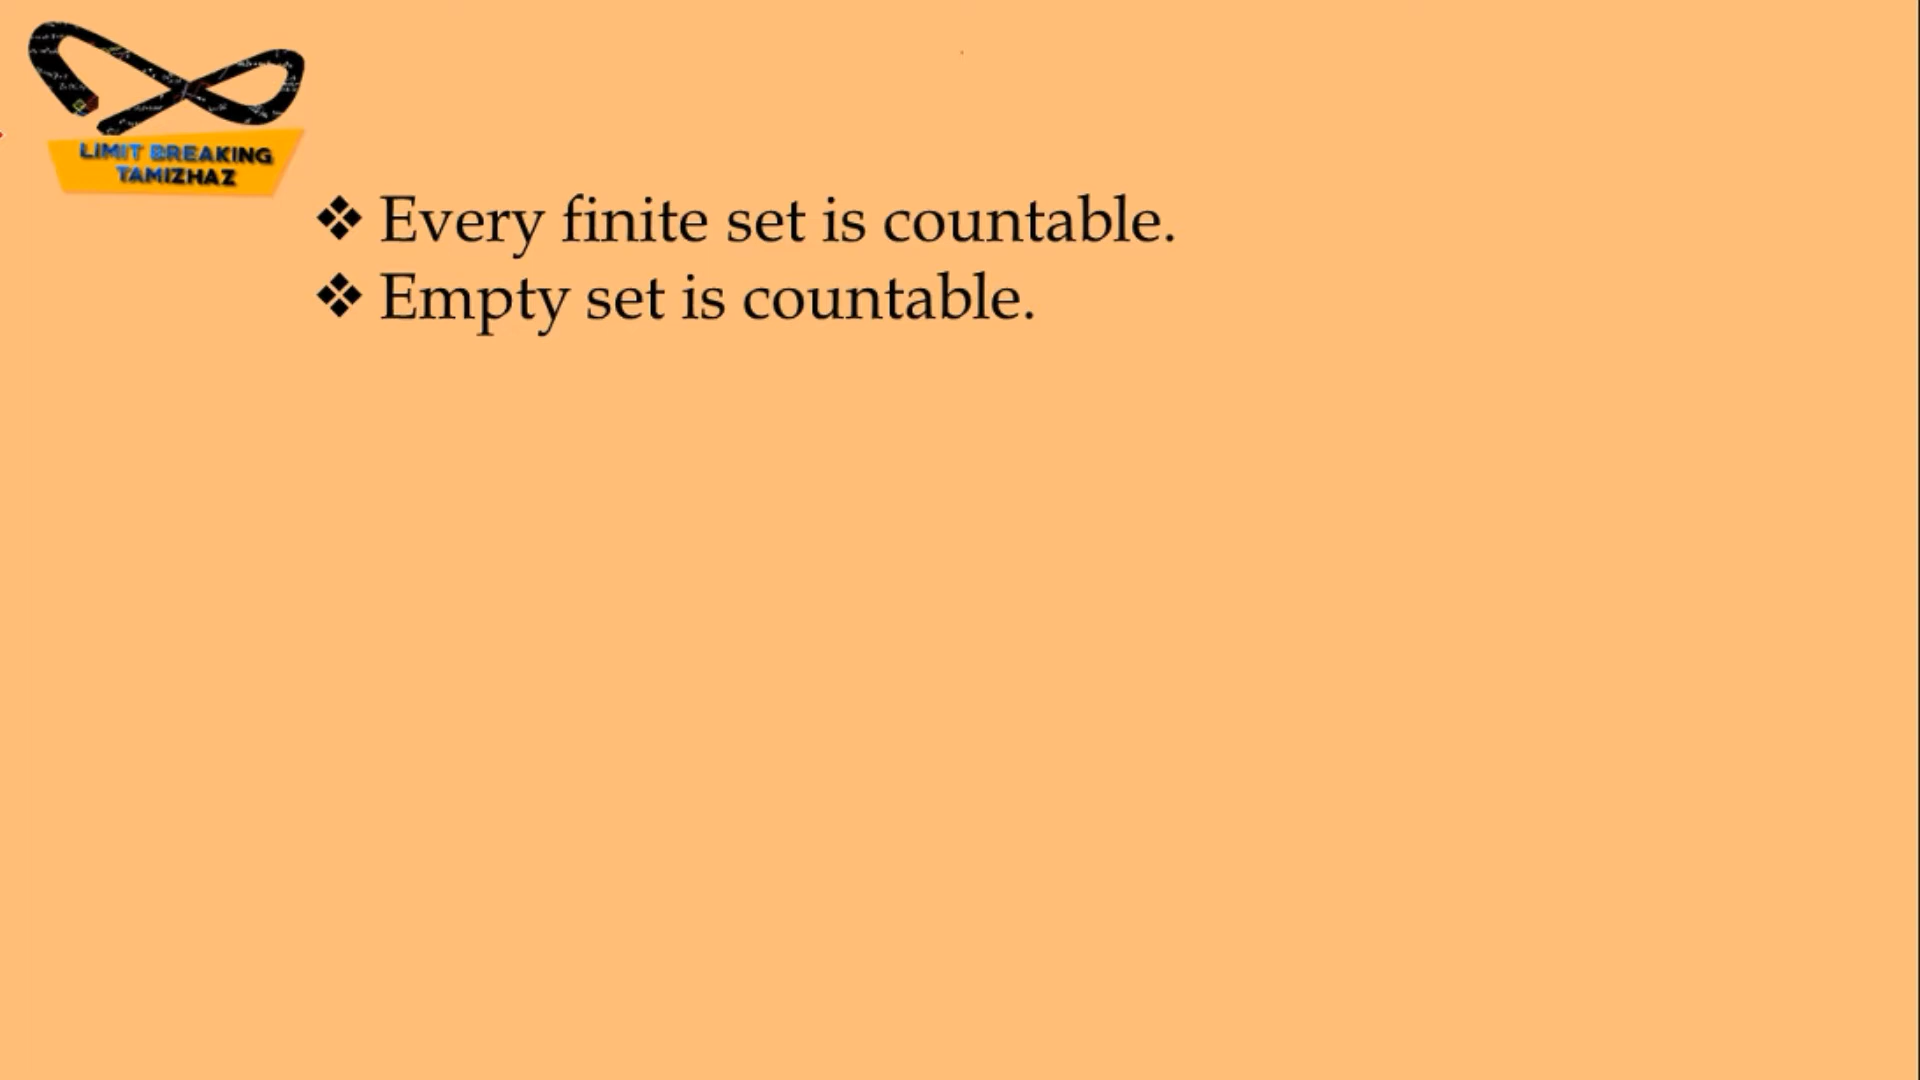 LIMIT BREAKING
TAMIZHAZ
❖ Every finite set is countable.
❖ Empty set is countable.